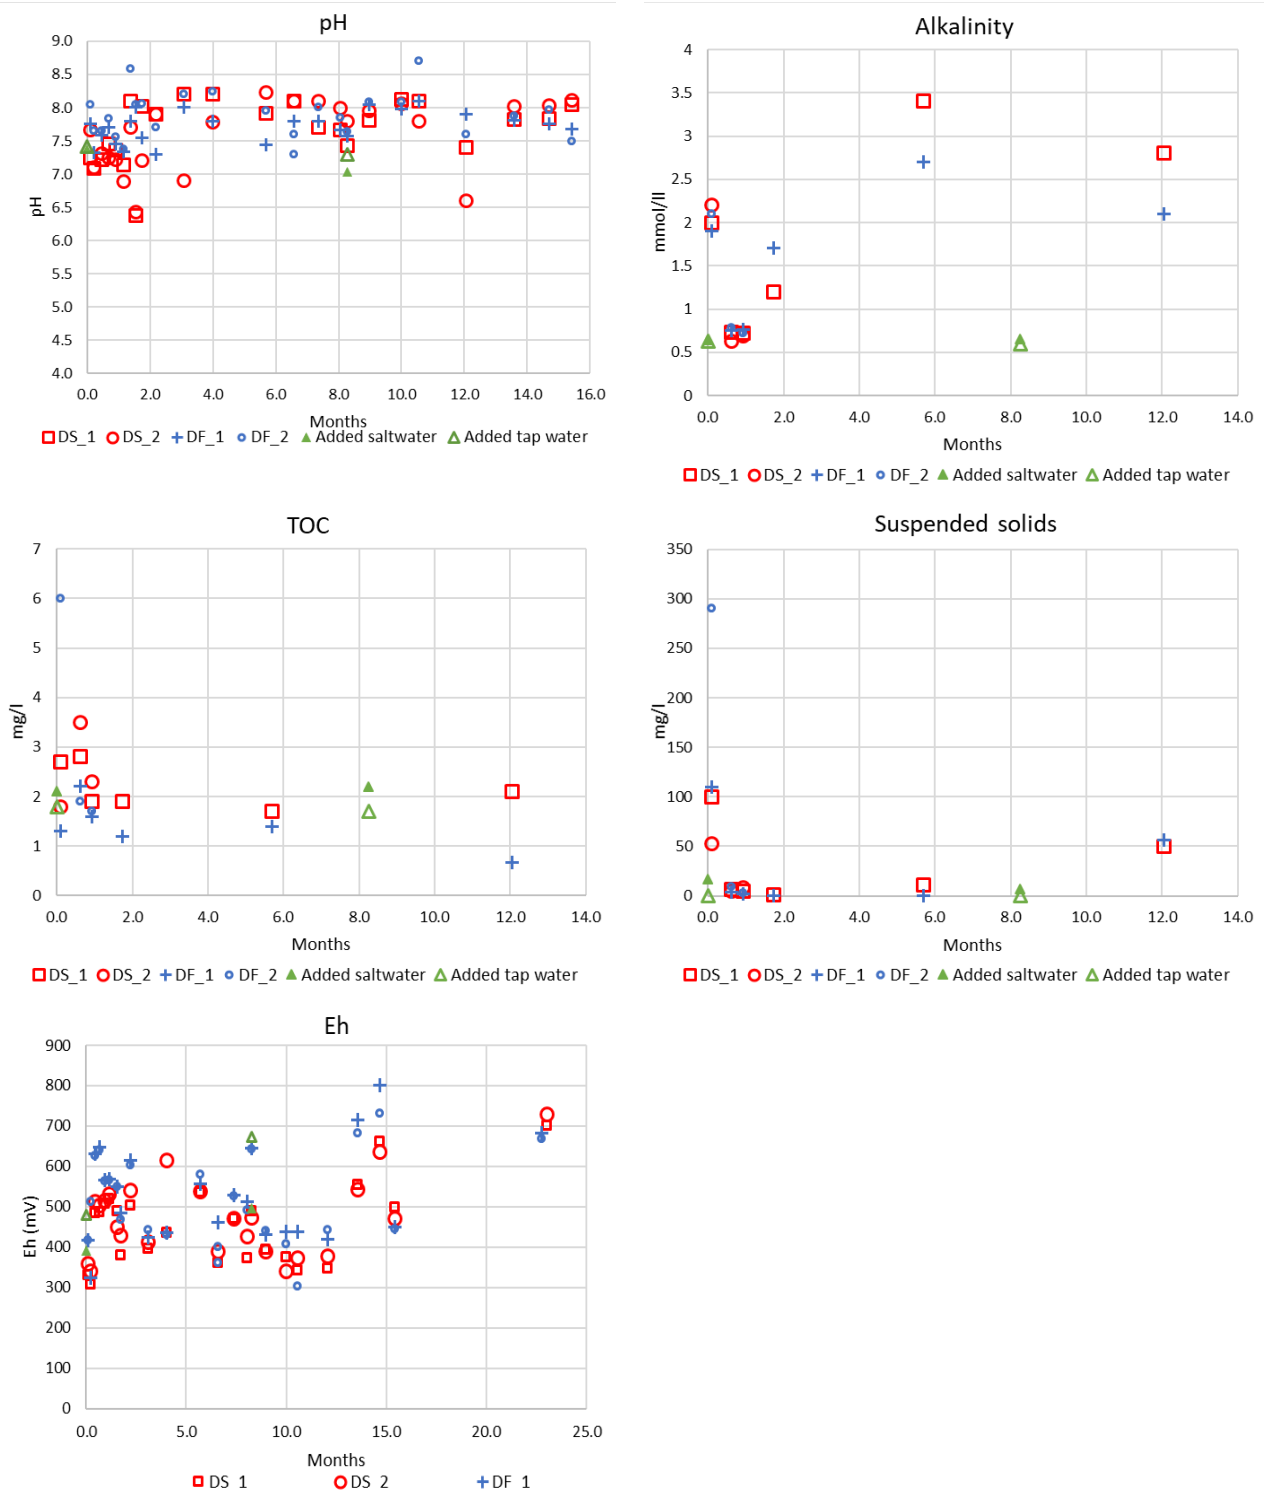 pH
9.0
8.5
8.0
7.5
7.0
6.5
6.0
5.5
5.0
4.5
4.0
pH
0.0 2.0 4.0 6.0 8.0 10.0 12.0 14.0 16.0
Months
DS_1 DS_2 DF_1 DF_2 Added saltwater Added tap water
Alkalinity
4
3.5
3
2.5
2
1.5
1
0.5
0
mmol/ll
0.0 2.0 4.0 6.0 8.0 10.0 12.0 14.0
Months
DS_1 DS_2 DF_1 DF_2 Added saltwater Added tap water
TOC
7
6
5
4
3
2
1
0
mg/l
0.0 2.0 4.0 6.0 8.0 10.0 12.0 14.0
Months
DS_1 DS_2 DF_1 DF_2 Added saltwater Added tap water
Suspended solids
350
300
250
200
150
100
50
0
mg/l
0.0 2.0 4.0 6.0 8.0 10.0 12.0 14.0
Months
DS_1 DS_2 DF_1 DF_2 Added saltwater Added tap water
Eh
900
800
700
600
500
400
300
200
100
0
Eh (mV)
0.0 5.0 10.0 15.0 20.0 25.0
Months
DS_1 DS_2 DF_1